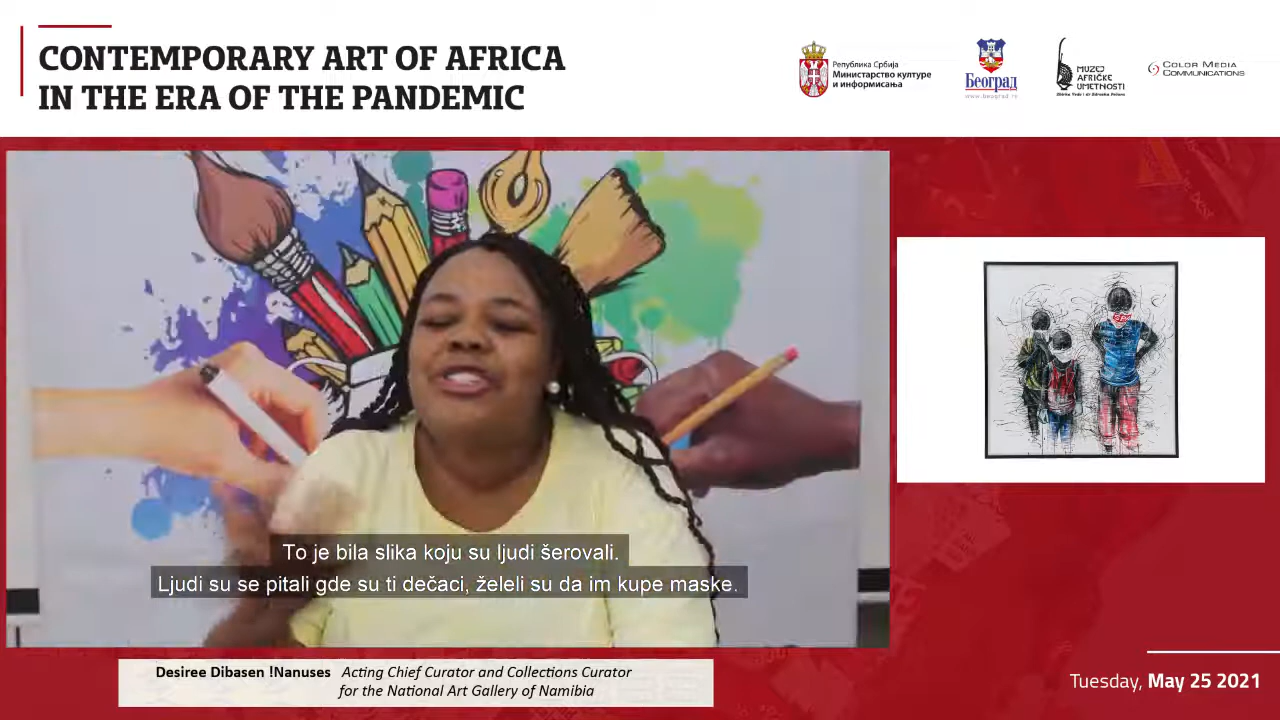 CONTEMPORARY ART OF AFRICA
IN THE ERA OF THE PANDEMIC
Република Србија
Министарство културе
и информисања
Београд
www.beograd.rs
MUZEJ
AFRIČKE
UMETNOSTI
COLOR MEDIA
COMMUNICATIONS
To je bila slika koju su ljudi šerovali.
Ljudi su se pitali gde su ti dečaci, želeli su da im kupe maske.
Desiree Dibasen !Nanuses Acting Chief Curator and Collections Curator
for the National Art Gallery of Namibia
Tuesday, May 25 2021